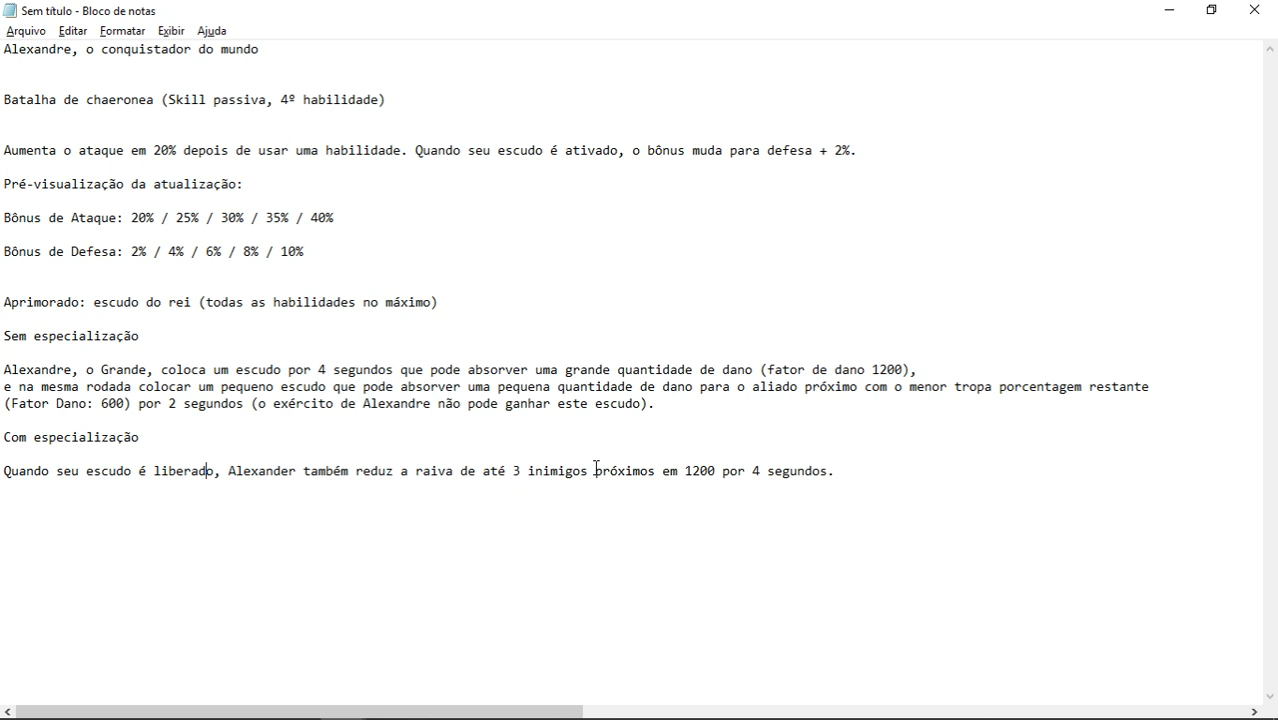 Sem título - Bloco de notas
Arquivo Editar Formatar Exibir Ajuda
Alexandre, o conquistador do mundo
Batalha de chaeronea (Skill passiva, 4º habilidade)
Aumenta o ataque em 20% depois de usar uma habilidade. Quando seu escudo é ativado, o bônus muda para defesa + 2%.
Pré-visualização da atualização:
Bônus de Ataque: 20% / 25% / 30% / 35% / 40%
Bônus de Defesa: 2% / 4% / 6% / 8% / 10%
Aprimorado: escudo do rei (todas as habilidades no máximo)
Sem especialização
Alexandre, o Grande, coloca um escudo por 4 segundos que pode absorver uma grande quantidade de dano (fator de dano 1200),
e na mesma rodada colocar um pequeno escudo que pode absorver uma pequena quantidade de dano para o aliado próximo com o menor tropa porcentagem restante
(Fator Dano: 600) por 2 segundos (o exército de Alexandre não pode ganhar este escudo).
Com especialização
Quando seu escudo é liberado, Alexander também reduz a raiva de até 3 inimigos próximos em 1200 por 4 segundos.